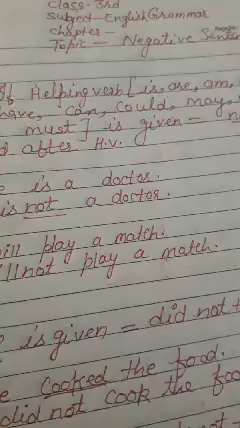 Class - 3rd
Subject - English Grammar
Chapter -
Topic - Negative
If Helping verb [is, are, am,
have, can, could, may,
must] is given -
after H.V.
is a doctor.
is not a doctor.
will play a match.
not play a match.
is given = did not +
Cooked the food.
did not cook the